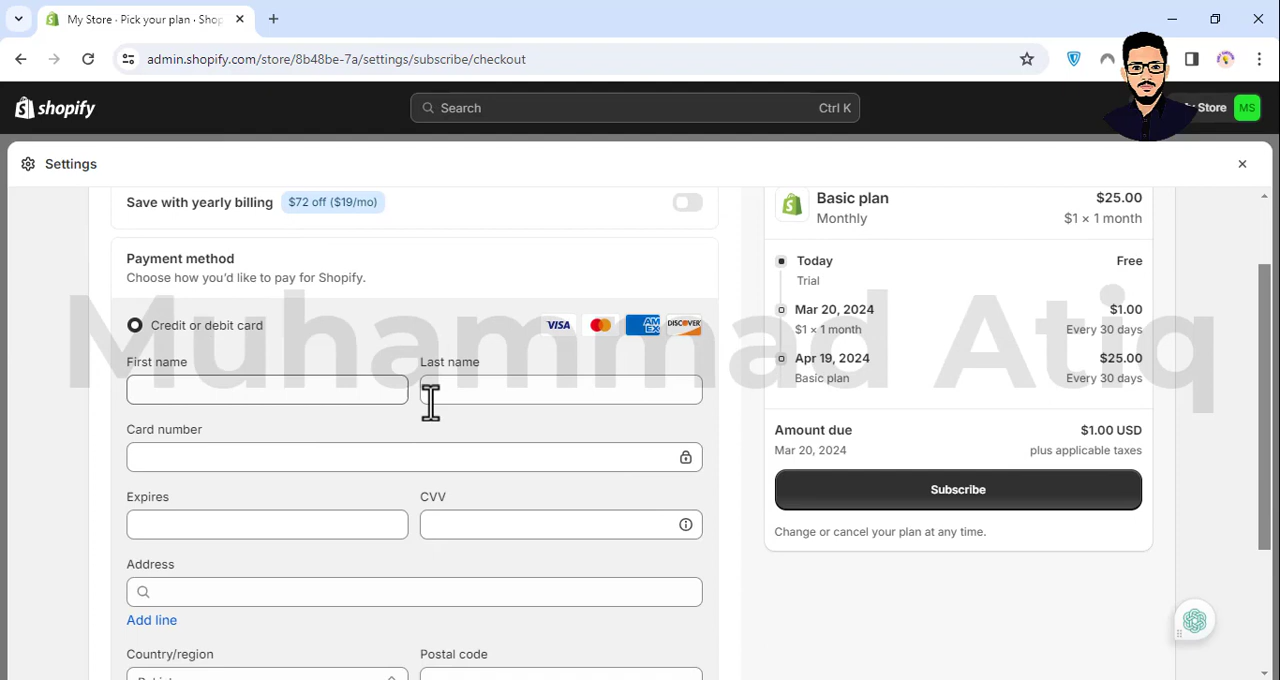 My Store · Pick your plan · Shop
admin.shopify.com/store/8b48be-7a/settings/subscribe/checkout
shopify
Search
Ctrl K
Store
MS
Settings
Save with yearly billing
$72 off ($19/mo)
Payment method
Choose how you'd like to pay for Shopify.
Credit or debit card
VISA
AMEX
DISCOVER
First name
Last name
Card number
Expires
CVV
Address
Add line
Country/region
Postal code
Basic plan
$25.00
Monthly
$1 × 1 month
Today
Free
Trial
Mar 20, 2024
$1.00
$1 × 1 month
Every 30 days
Apr 19, 2024
$25.00
Basic plan
Every 30 days
Amount due
$1.00 USD
Mar 20, 2024
plus applicable taxes
Subscribe
Change or cancel your plan at any time.
Muhammad Atiq